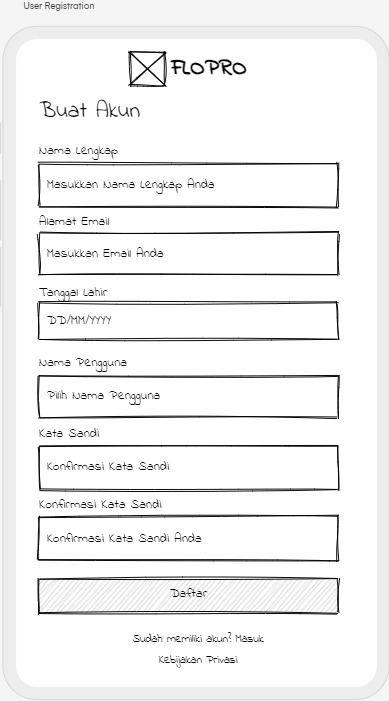 User Registration
FLOPRO
Buat Akun
Nama Lengkap
Masukkan Nama Lengkap Anda
Alamat Email
Masukkan Email Anda
Tanggal Lahir
DD/MM/YYYY
Nama Pengguna
Pilih Nama Pengguna
Kata Sandi
Konfirmasi Kata Sandi
Konfirmasi Kata Sandi
Konfirmasi Kata Sandi Anda
Daftar
Sudah memiliki akun? Masuk
Kebijakan Privasi